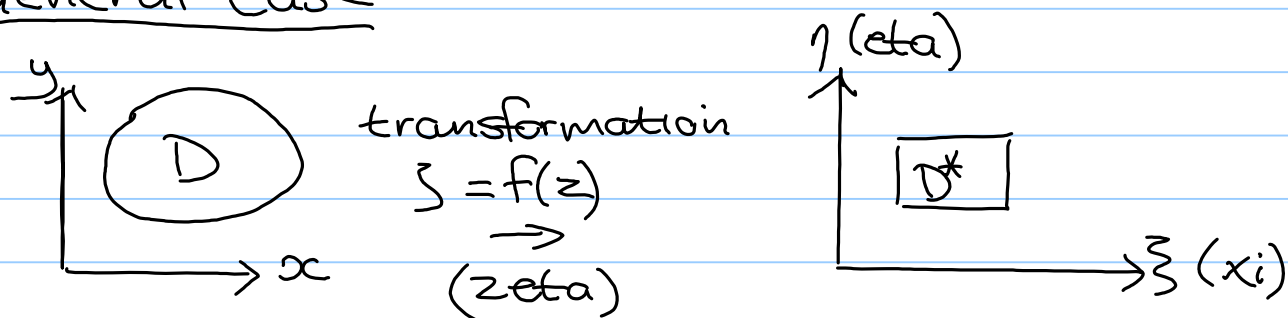 General Case
y
D
x
transformation
ζ = f(z)
→
(zeta)
η (eta)
D*
ξ (xi)